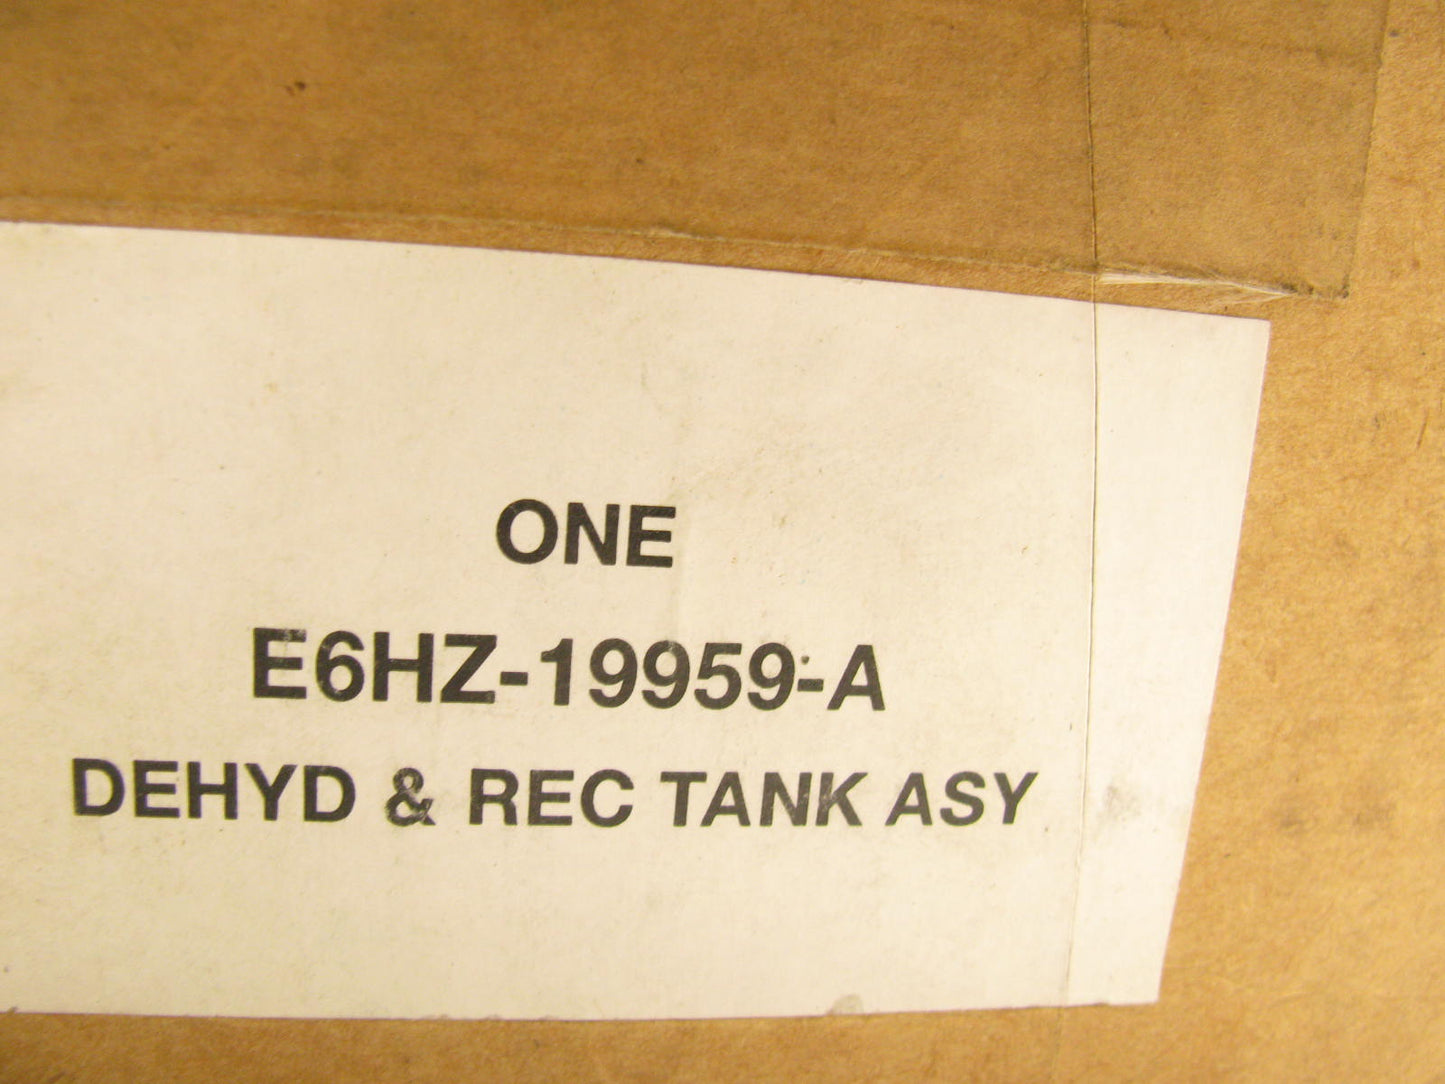 ONE
E6HZ-19959-A
DEHYD & REC TANK ASY